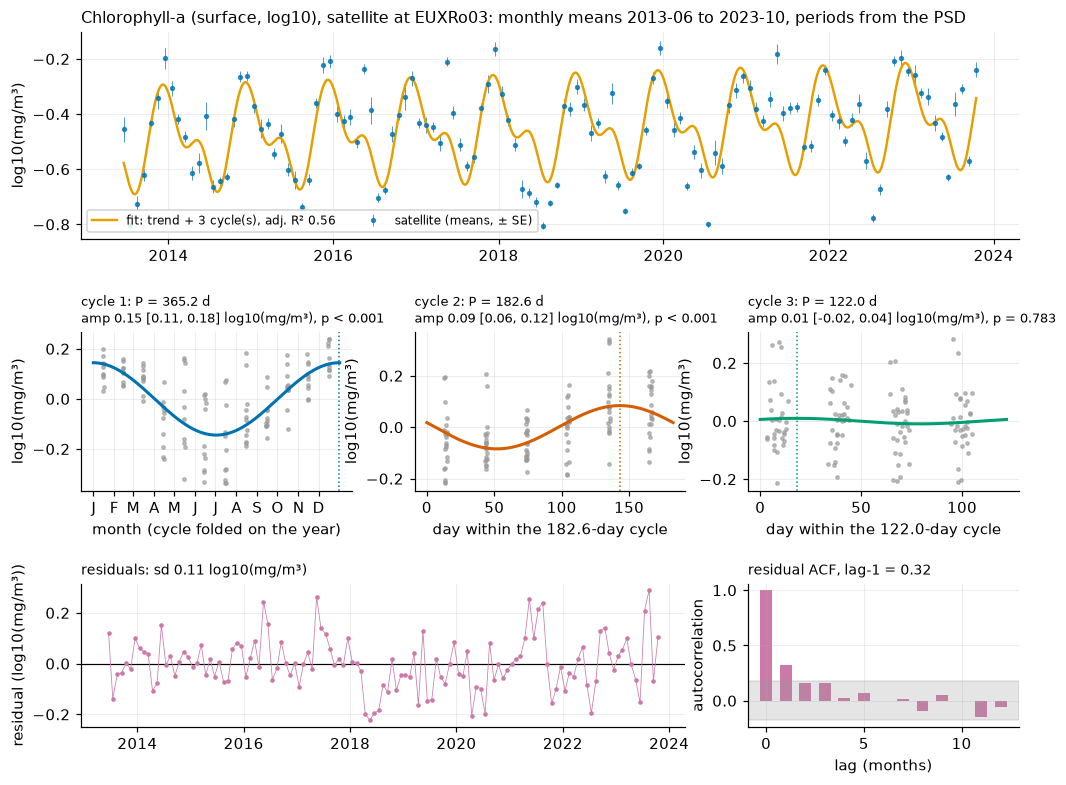 Chlorophyll-a (surface, log10), satellite at EUXRo03: monthly means 2013-06 to 2023-10, periods from the PSD
log10(mg/m³)
−0.2
−0.4
−0.6
−0.8
fit: trend + 3 cycle(s), adj. R² 0.56
satellite (means, ± SE)
2014 2016 2018 2020 2022 2024
cycle 1: P = 365.2 d
amp 0.15 [0.11, 0.18] log10(mg/m³), p < 0.001
log10(mg/m³)
0.2
0.0
−0.2
J F M A M J J A S O N D
month (cycle folded on the year)
cycle 2: P = 182.6 d
amp 0.09 [0.06, 0.12] log10(mg/m³), p < 0.001
log10(mg/m³)
0.2
0.0
−0.2
0 50 100 150
day within the 182.6-day cycle
cycle 3: P = 122.0 d
amp 0.01 [-0.02, 0.04] log10(mg/m³), p = 0.783
log10(mg/m³)
0.2
0.0
−0.2
0 50 100
day within the 122.0-day cycle
residuals: sd 0.11 log10(mg/m³)
residual (log10(mg/m³))
0.2
0.0
−0.2
2014 2016 2018 2020 2022 2024
residual ACF, lag-1 = 0.32
autocorrelation
1.0
0.5
0.0
0 5 10
lag (months)